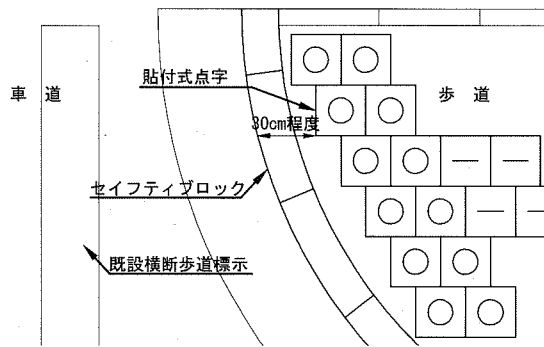 貼付式点字
車道
歩道
30cm程度
セイフティブロック
既設横断歩道標示